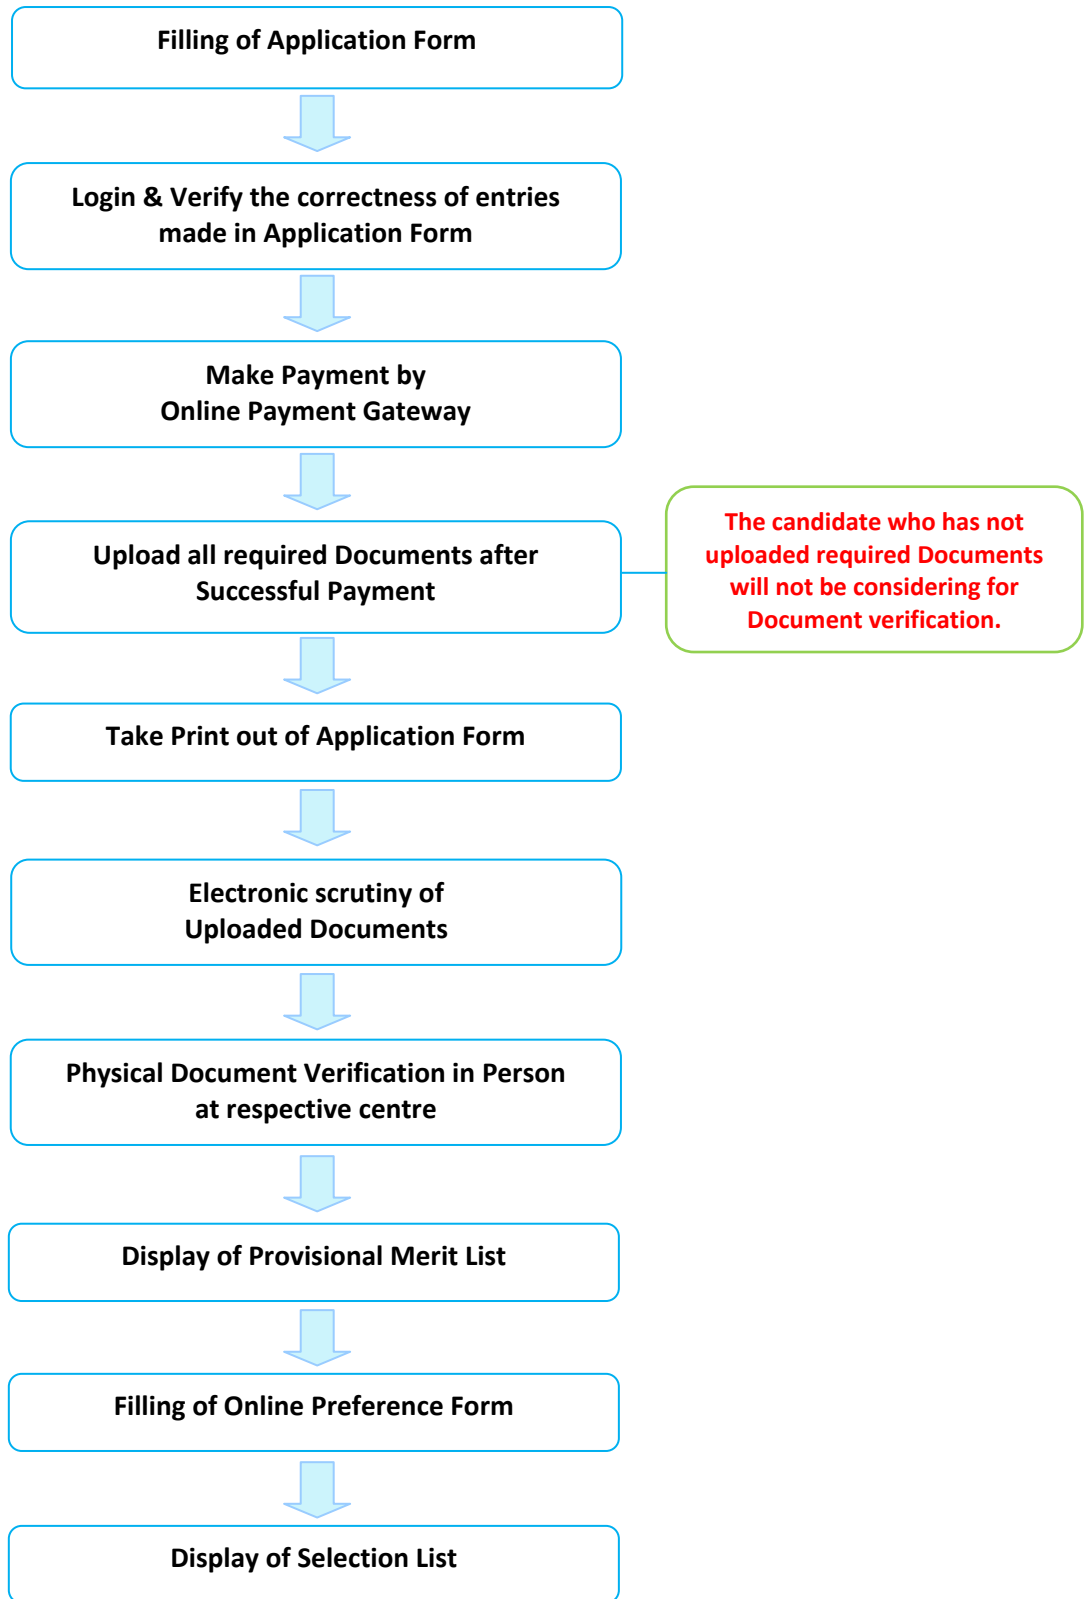 Filling of Application Form
Login & Verify the correctness of entries
made in Application Form
Make Payment by
Online Payment Gateway
Upload all required Documents after
Successful Payment
The candidate who has not
uploaded required Documents
will not be considering for
Document verification.
Take Print out of Application Form
Electronic scrutiny of
Uploaded Documents
Physical Document Verification in Person
at respective centre
Display of Provisional Merit List
Filling of Online Preference Form
Display of Selection List